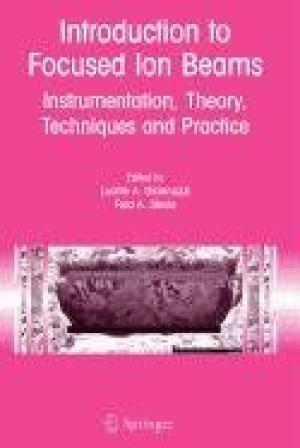 Introduction to
Focused Ion Beams
Instrumentation, Theory,
Techniques and Practice
Edited by
Lucille A. Giannuzzi
Fred A. Stevie
Springer